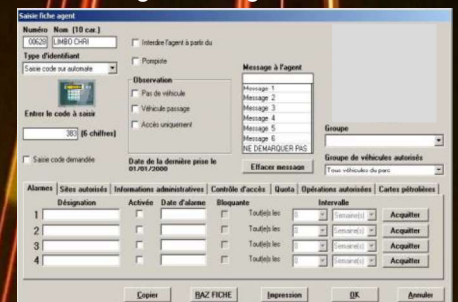 Saisie fiche agent
Numéro Nom (10 car.)
00628 LIMBO CHRI
Interdire l'agent à partir du
Pompiste
Type d'identifiant
Saisie code sur automate
Message à l'agent
Observation
Pas de véhicule
Véhicule passage
Accès uniquement
Message 1
Message 2
Message 3
Message 4
Message 5
Message 6
NE DEMARQUER PAS
Entrer le code à saisir
383 (6 chiffres)
Groupe
Saisie code demandée
Date de la dernière prise le
01/01/2000
Effacer message
Groupe de véhicules autorisés
Tous véhicules du parc
Alarmes Sites autorisés Informations administratives Contrôle d'accès Quota Opérations autorisées Cartes pétrolières
Désignation Activée Date d'alarme Bloquante Intervalle
1 Tout(e)s les 0 Semaine(s) Acquitter
2 Tout(e)s les 0 Semaine(s) Acquitter
3 Tout(e)s les 0 Semaine(s) Acquitter
4 Tout(e)s les 0 Semaine(s) Acquitter
Copier RAZ FICHE Impression OK Annuler